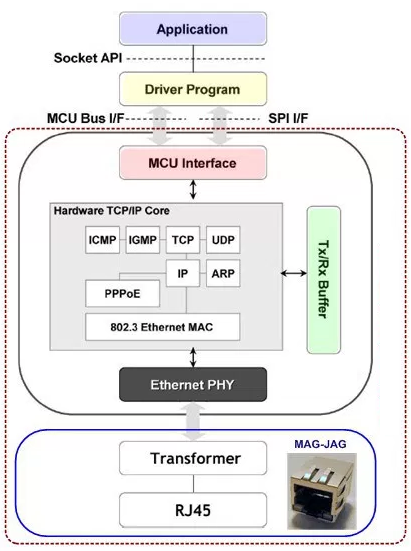 Application
Socket API
Driver Program
MCU Bus I/F
SPI I/F
MCU Interface
Hardware TCP/IP Core
ICMP
IGMP
TCP
UDP
IP
ARP
PPPoE
802.3 Ethernet MAC
Tx/Rx Buffer
Ethernet PHY
MAG-JAG
Transformer
RJ45